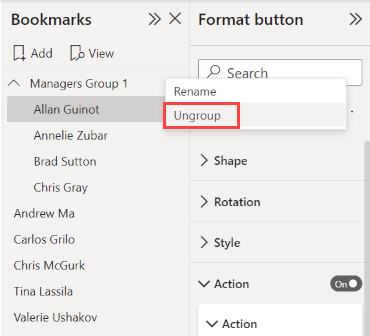 Bookmarks
Add
View
Managers Group 1
Allan Guinot
Annelie Zubar
Brad Sutton
Chris Gray
Andrew Ma
Carlos Grilo
Chris McGurk
Tina Lassila
Valerie Ushakov
Format button
Search
Rename
Ungroup
Shape
Rotation
Style
Action
On
Action